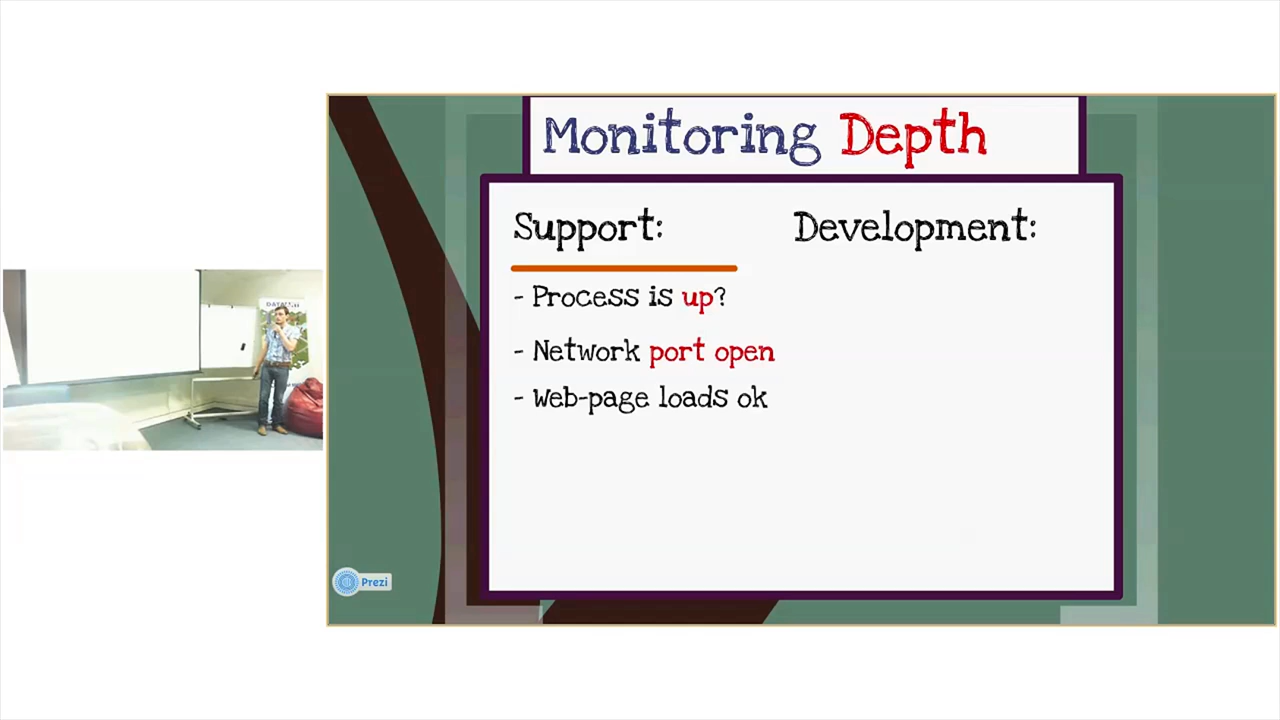 Monitoring Depth
Support:
Development:
- Process is up?
- Network port open
- Web-page loads ok
Prezi